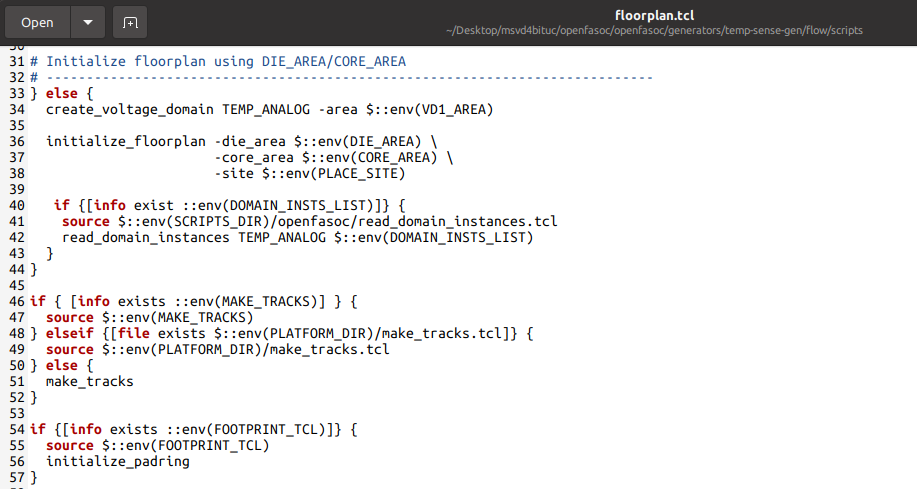 Open
floorplan.tcl
~/Desktop/msvd4bituc/openfasoc/openfasoc/generators/temp-sense-gen/flow/scripts
30
31 # Initialize floorplan using DIE_AREA/CORE_AREA
32 # ----------------------------------------------------------------------------
33 } else {
34   create_voltage_domain TEMP_ANALOG -area $::env(VD1_AREA)
35
36   initialize_floorplan -die_area $::env(DIE_AREA) \
37                        -core_area $::env(CORE_AREA) \
38                        -site $::env(PLACE_SITE)
39
40    if {[info exist ::env(DOMAIN_INSTS_LIST)]} {
41     source $::env(SCRIPTS_DIR)/openfasoc/read_domain_instances.tcl
42     read_domain_instances TEMP_ANALOG $::env(DOMAIN_INSTS_LIST)
43   }
44 }
45
46 if { [info exists ::env(MAKE_TRACKS)] } {
47   source $::env(MAKE_TRACKS)
48 } elseif {[file exists $::env(PLATFORM_DIR)/make_tracks.tcl]} {
49   source $::env(PLATFORM_DIR)/make_tracks.tcl
50 } else {
51   make_tracks
52 }
53
54 if {[info exists ::env(FOOTPRINT_TCL)]} {
55   source $::env(FOOTPRINT_TCL)
56   initialize_padring
57 }